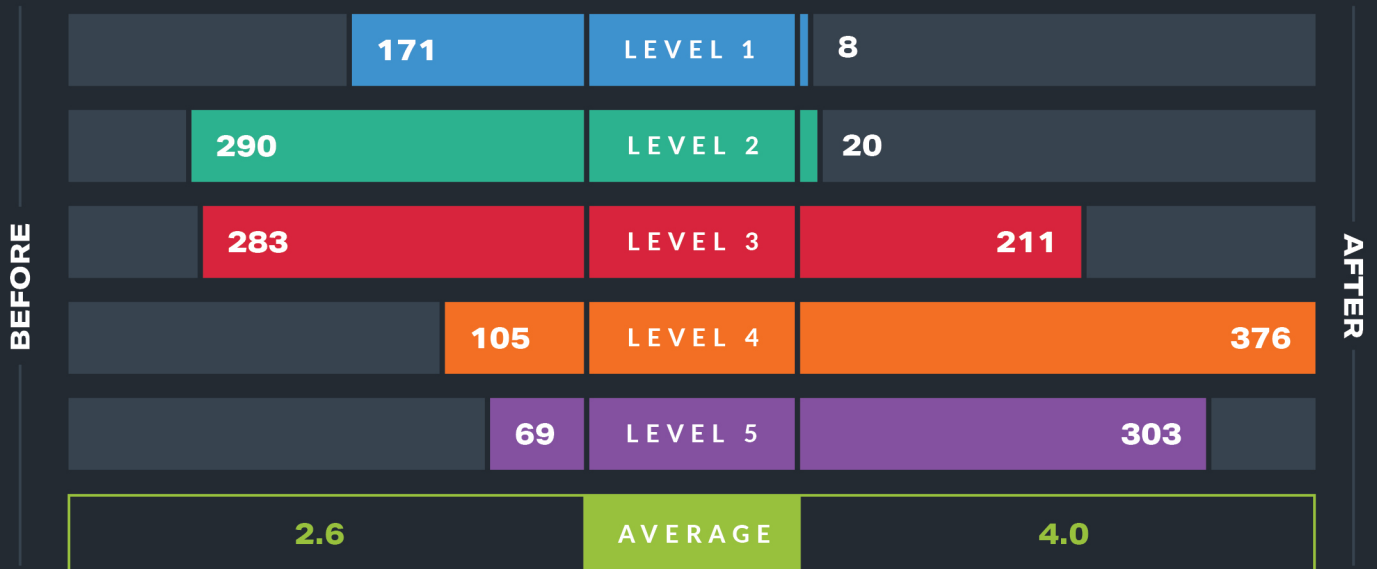 BEFORE
171 LEVEL 1 8
290 LEVEL 2 20
283 LEVEL 3 211
105 LEVEL 4 376
69 LEVEL 5 303
2.6 AVERAGE 4.0
AFTER